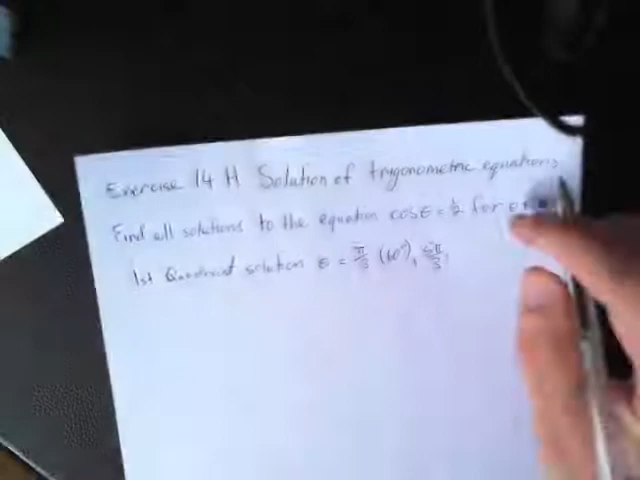 Exercise 14 H Solution of trigonometric equations
Find all solutions to the equation cosθ = 1/2 for θ
1st Quadrant solution θ = π/3 (60°), 5π/3,